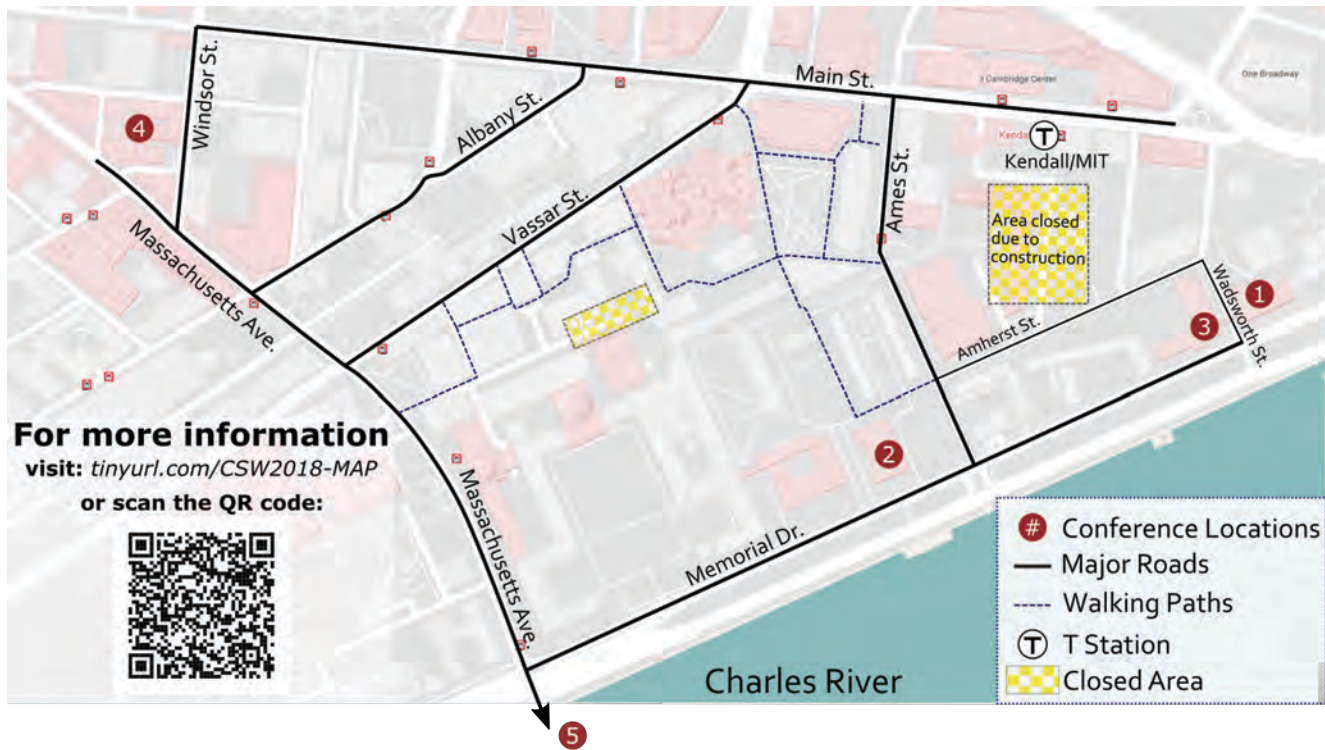 Main St.
3 Cambridge Center
One Broadway
Windsor St.
4
Albany St.
Kendall
T
Kendall/MIT
Ames St.
Vassar St.
Area closed
due to
construction
Massachusetts Ave.
Wadsworth St.
1
3
Amherst St.
For more information
visit: tinyurl.com/CSW2018-MAP
or scan the QR code:
2
Massachusetts Ave.
Memorial Dr.
Charles River
5
# Conference Locations
Major Roads
Walking Paths
T T Station
Closed Area